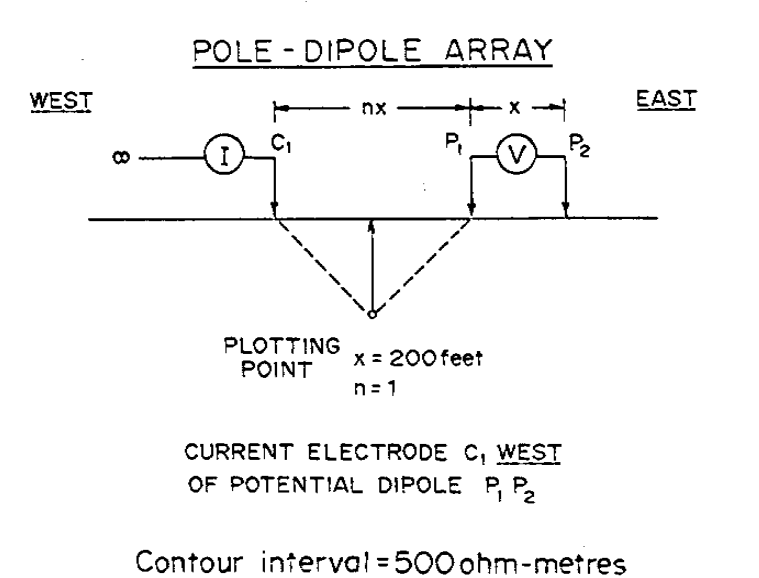 POLE-DIPOLE ARRAY
WEST
EAST
nx
x
∞
I
C1
P1
V
P2
PLOTTING POINT
x = 200 feet
n = 1
CURRENT ELECTRODE C1 WEST
OF POTENTIAL DIPOLE P1 P2
Contour interval = 500 ohm-metres